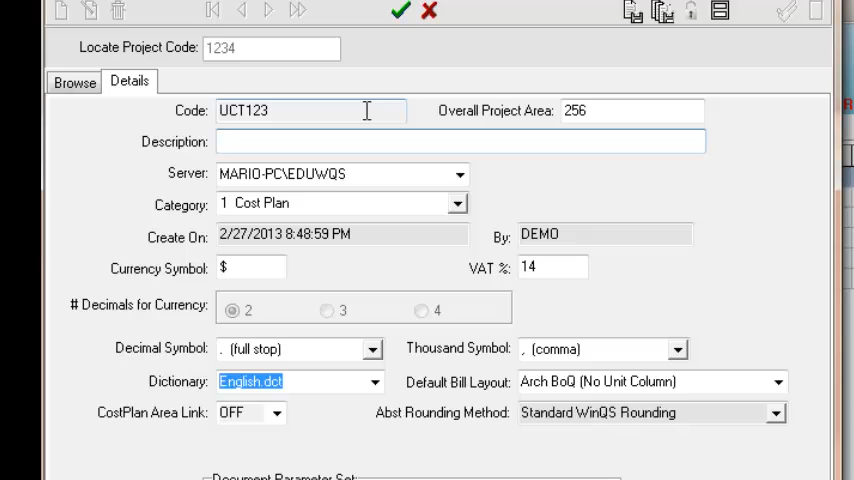 Locate Project Code: 1234
Browse Details
Code: UCT123 Overall Project Area: 256
Description:
Server: MARIO-PC\EDUWQS
Category: 1 Cost Plan
Create On: 2/27/2013 8:48:59 PM By: DEMO
Currency Symbol: $ VAT %: 14
# Decimals for Currency: 2 3 4
Decimal Symbol: . (full stop) Thousand Symbol: , (comma)
Dictionary: English.dct Default Bill Layout: Arch BoQ (No Unit Column)
CostPlan Area Link: OFF Abst Rounding Method: Standard WinQS Rounding
Document Parameter Set: